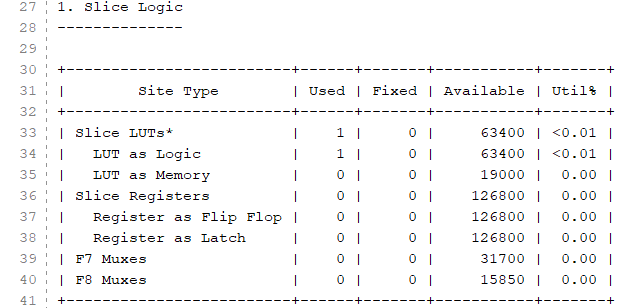 27 1. Slice Logic
28 --------------
29
30 +-------------------------+------+-------+-----------+-------+
31 |        Site Type        | Used | Fixed | Available | Util% |
32 +-------------------------+------+-------+-----------+-------+
33 | Slice LUTs*             |    1 |     0 |     63400 | <0.01 |
34 |   LUT as Logic          |    1 |     0 |     63400 | <0.01 |
35 |   LUT as Memory         |    0 |     0 |     19000 |  0.00 |
36 | Slice Registers         |    0 |     0 |    126800 |  0.00 |
37 |   Register as Flip Flop |    0 |     0 |    126800 |  0.00 |
38 |   Register as Latch     |    0 |     0 |    126800 |  0.00 |
39 | F7 Muxes                |    0 |     0 |     31700 |  0.00 |
40 | F8 Muxes                |    0 |     0 |     15850 |  0.00 |
41 +-------------------------+------+-------+-----------+-------+